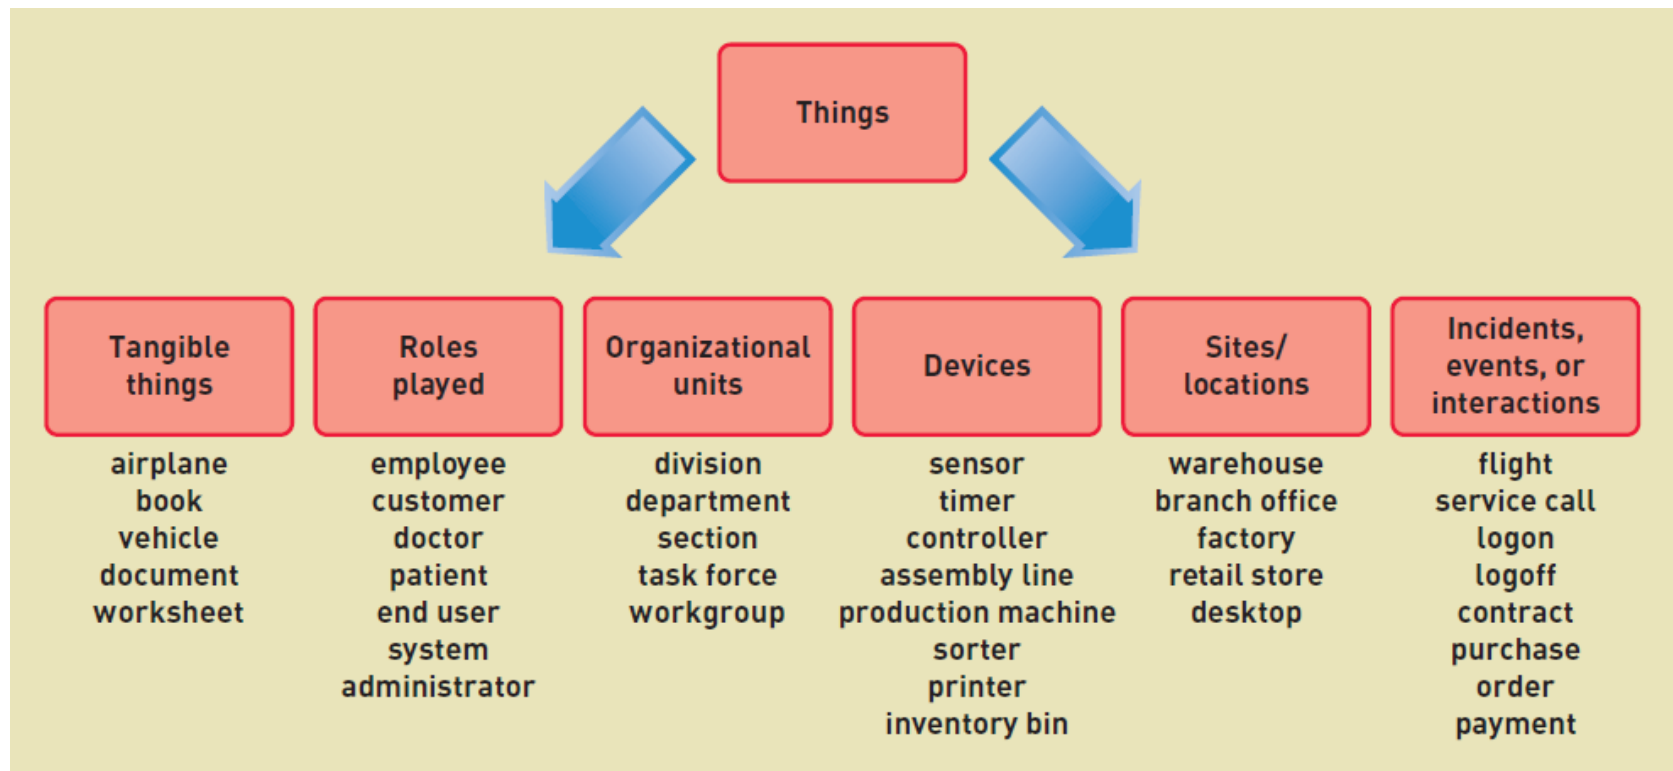 Things
Tangible
things
airplane
book
vehicle
document
worksheet
Roles
played
employee
customer
doctor
patient
end user
system
administrator
Organizational
units
division
department
section
task force
workgroup
Devices
sensor
timer
controller
assembly line
production machine
sorter
printer
inventory bin
Sites/
locations
warehouse
branch office
factory
retail store
desktop
Incidents,
events, or
interactions
flight
service call
logon
logoff
contract
purchase
order
payment